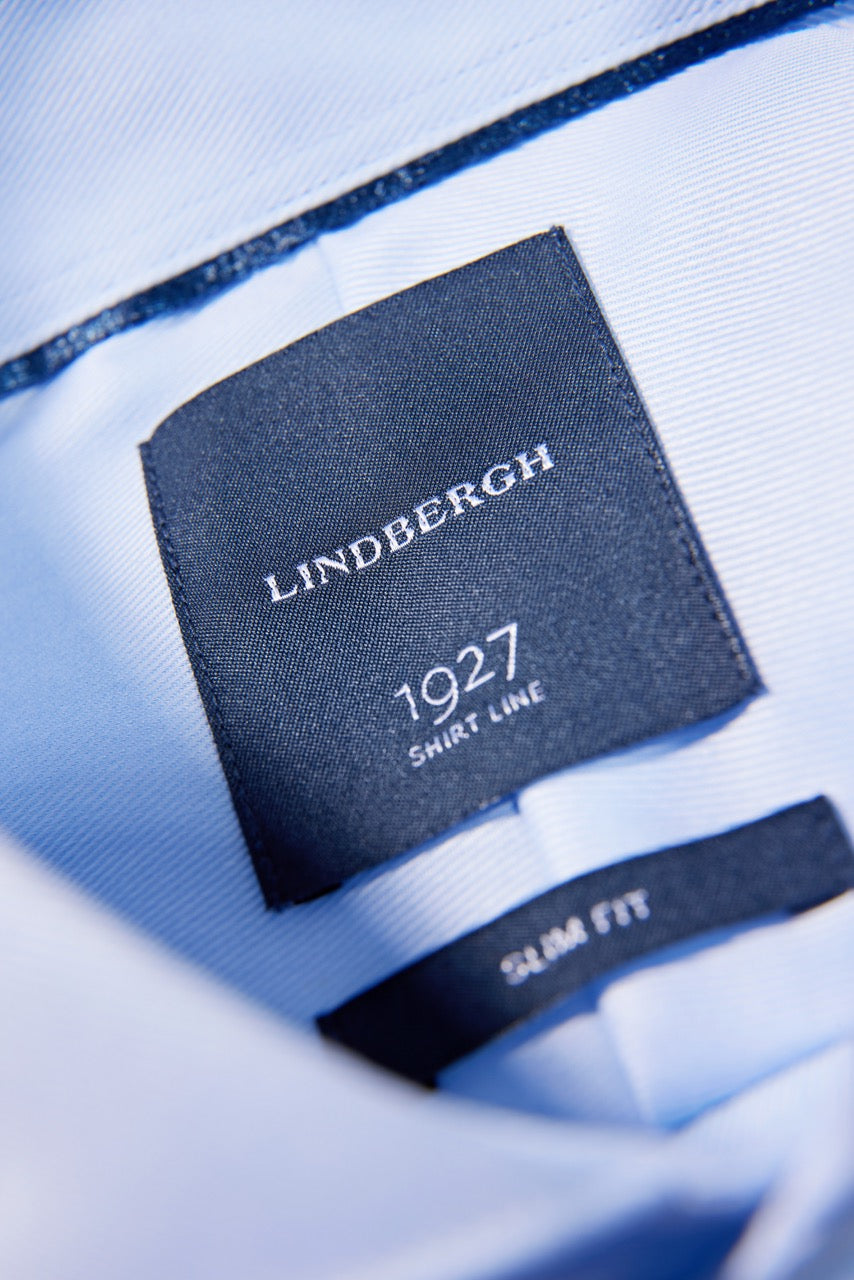 LINDBERGH
1927
SHIRT LINE
SLIM FIT